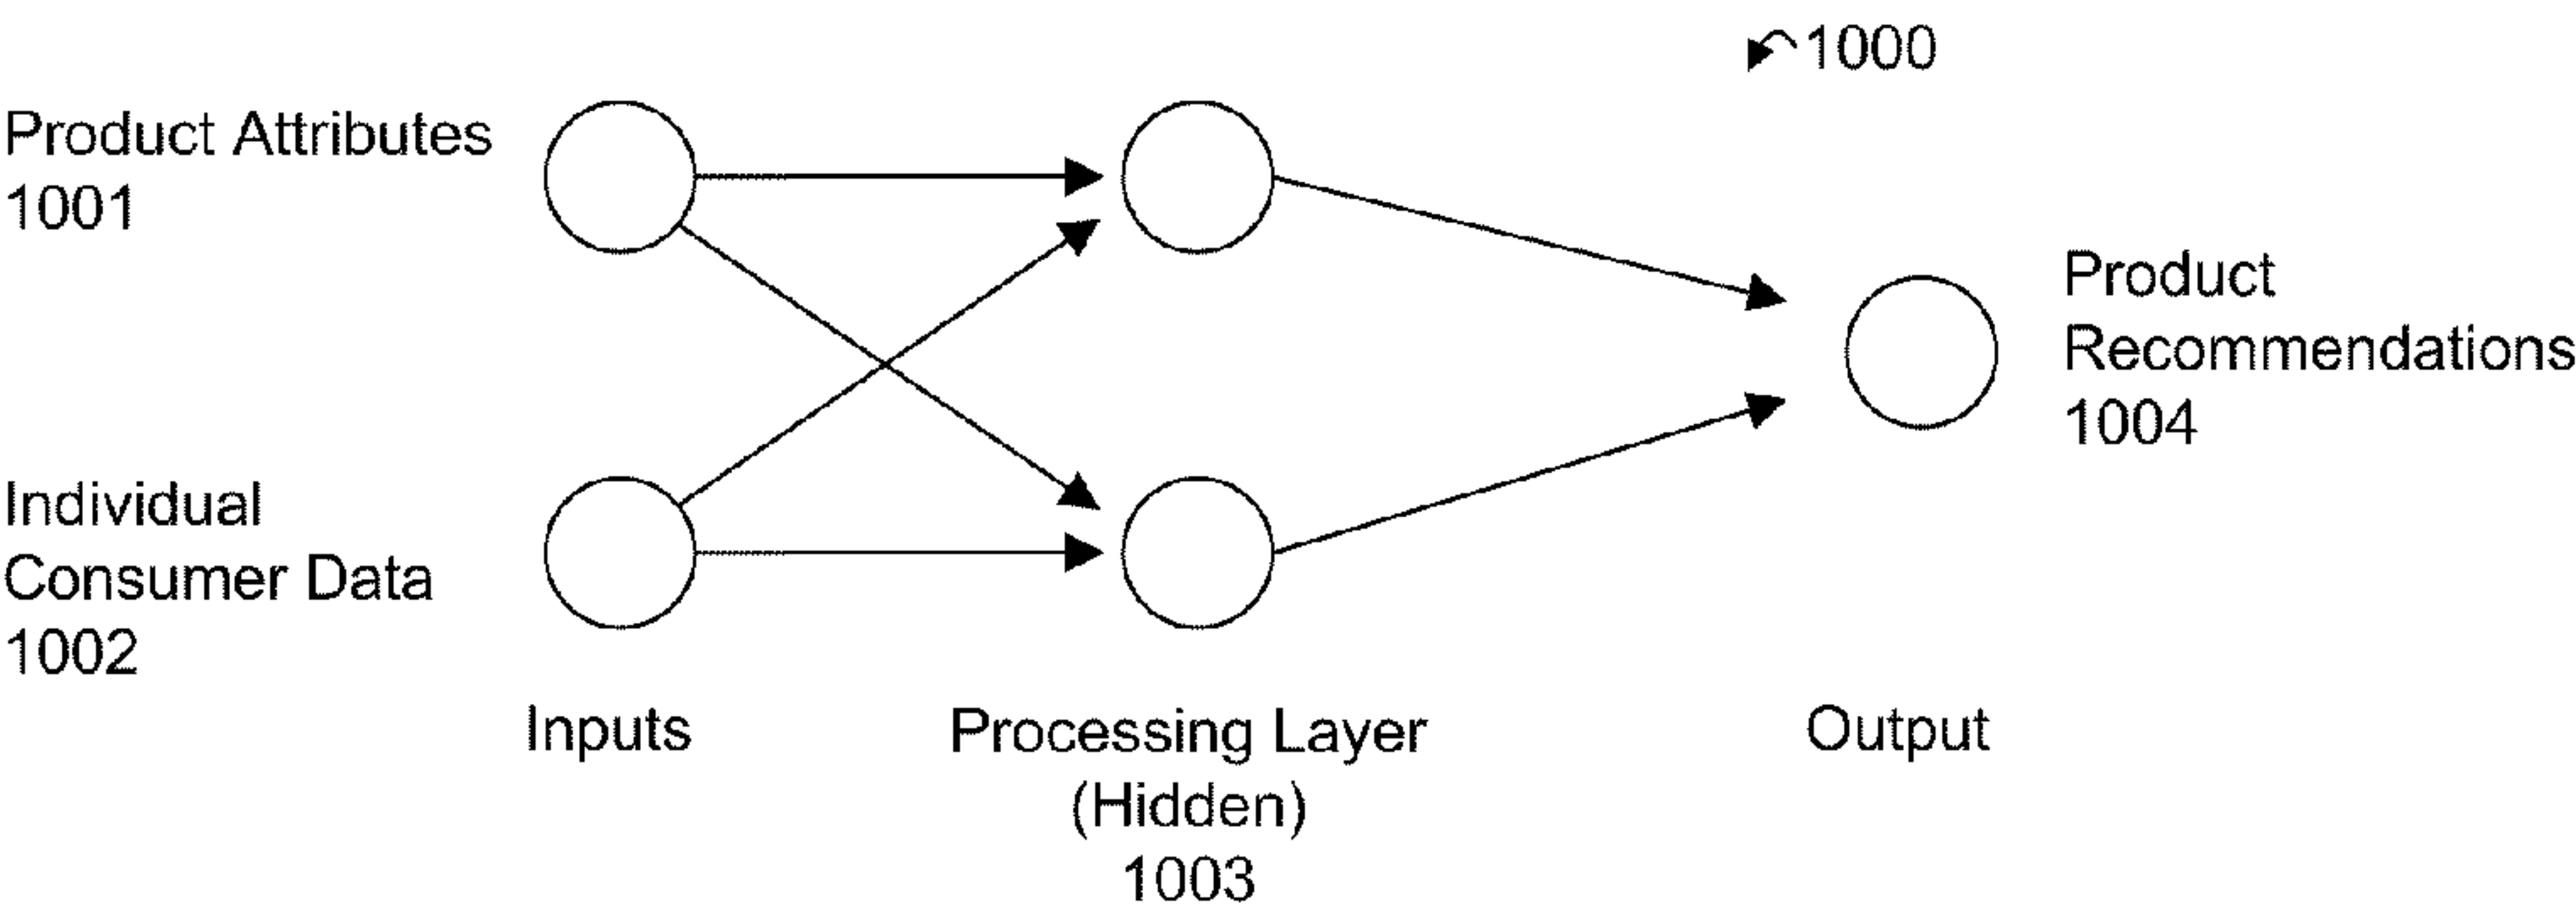 1000
Product Attributes
1001
Product
Recommendations
1004
Individual
Consumer Data
1002
Inputs
Processing Layer
(Hidden)
1003
Output